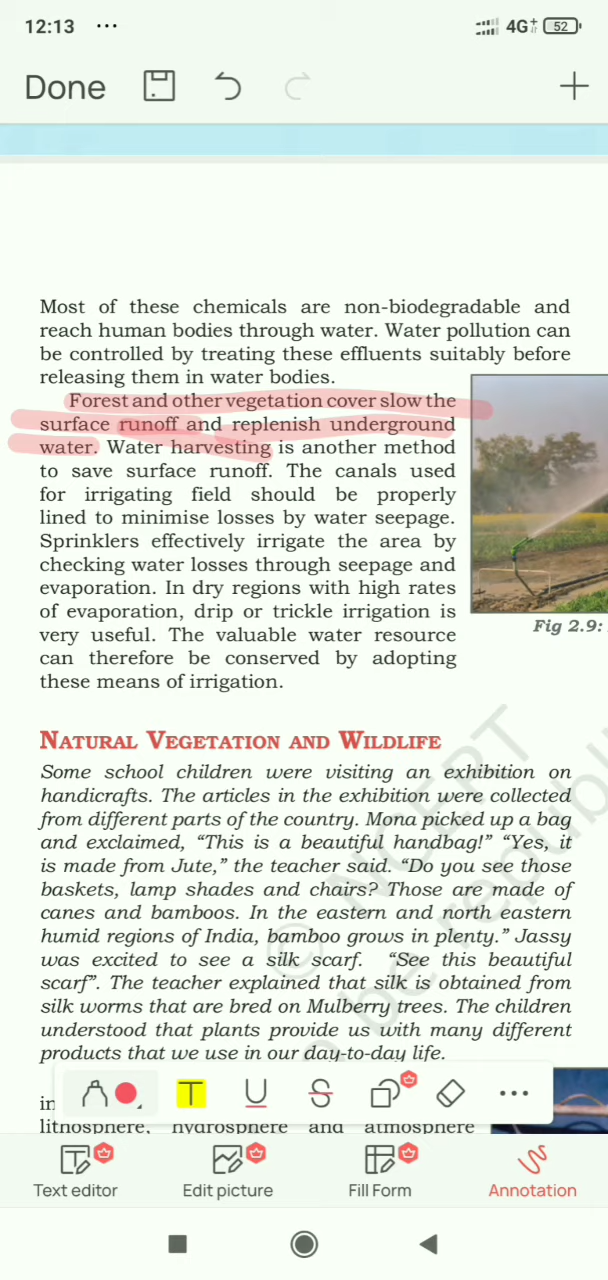 12:13 ... 4G+ 52
Done
Most of these chemicals are non-biodegradable and
reach human bodies through water. Water pollution can
be controlled by treating these effluents suitably before
releasing them in water bodies.
Forest and other vegetation cover slow the
surface runoff and replenish underground
water. Water harvesting is another method
to save surface runoff. The canals used
for irrigating field should be properly
lined to minimise losses by water seepage.
Sprinklers effectively irrigate the area by
checking water losses through seepage and
evaporation. In dry regions with high rates
of evaporation, drip or trickle irrigation is
very useful. The valuable water resource
can therefore be conserved by adopting
these means of irrigation.
Fig 2.9:
NATURAL VEGETATION AND WILDLIFE
Some school children were visiting an exhibition on
handicrafts. The articles in the exhibition were collected
from different parts of the country. Mona picked up a bag
and exclaimed, “This is a beautiful handbag!” “Yes, it
is made from Jute,” the teacher said. “Do you see those
baskets, lamp shades and chairs? Those are made of
canes and bamboos. In the eastern and north eastern
humid regions of India, bamboo grows in plenty.” Jassy
was excited to see a silk scarf. “See this beautiful
scarf”. The teacher explained that silk is obtained from
silk worms that are bred on Mulberry trees. The children
understood that plants provide us with many different
products that we use in our day-to-day life.
© NCERT
be republi
T U S ...
in
lithosphere, hydrosphere and atmosphere
Text editor Edit picture Fill Form Annotation